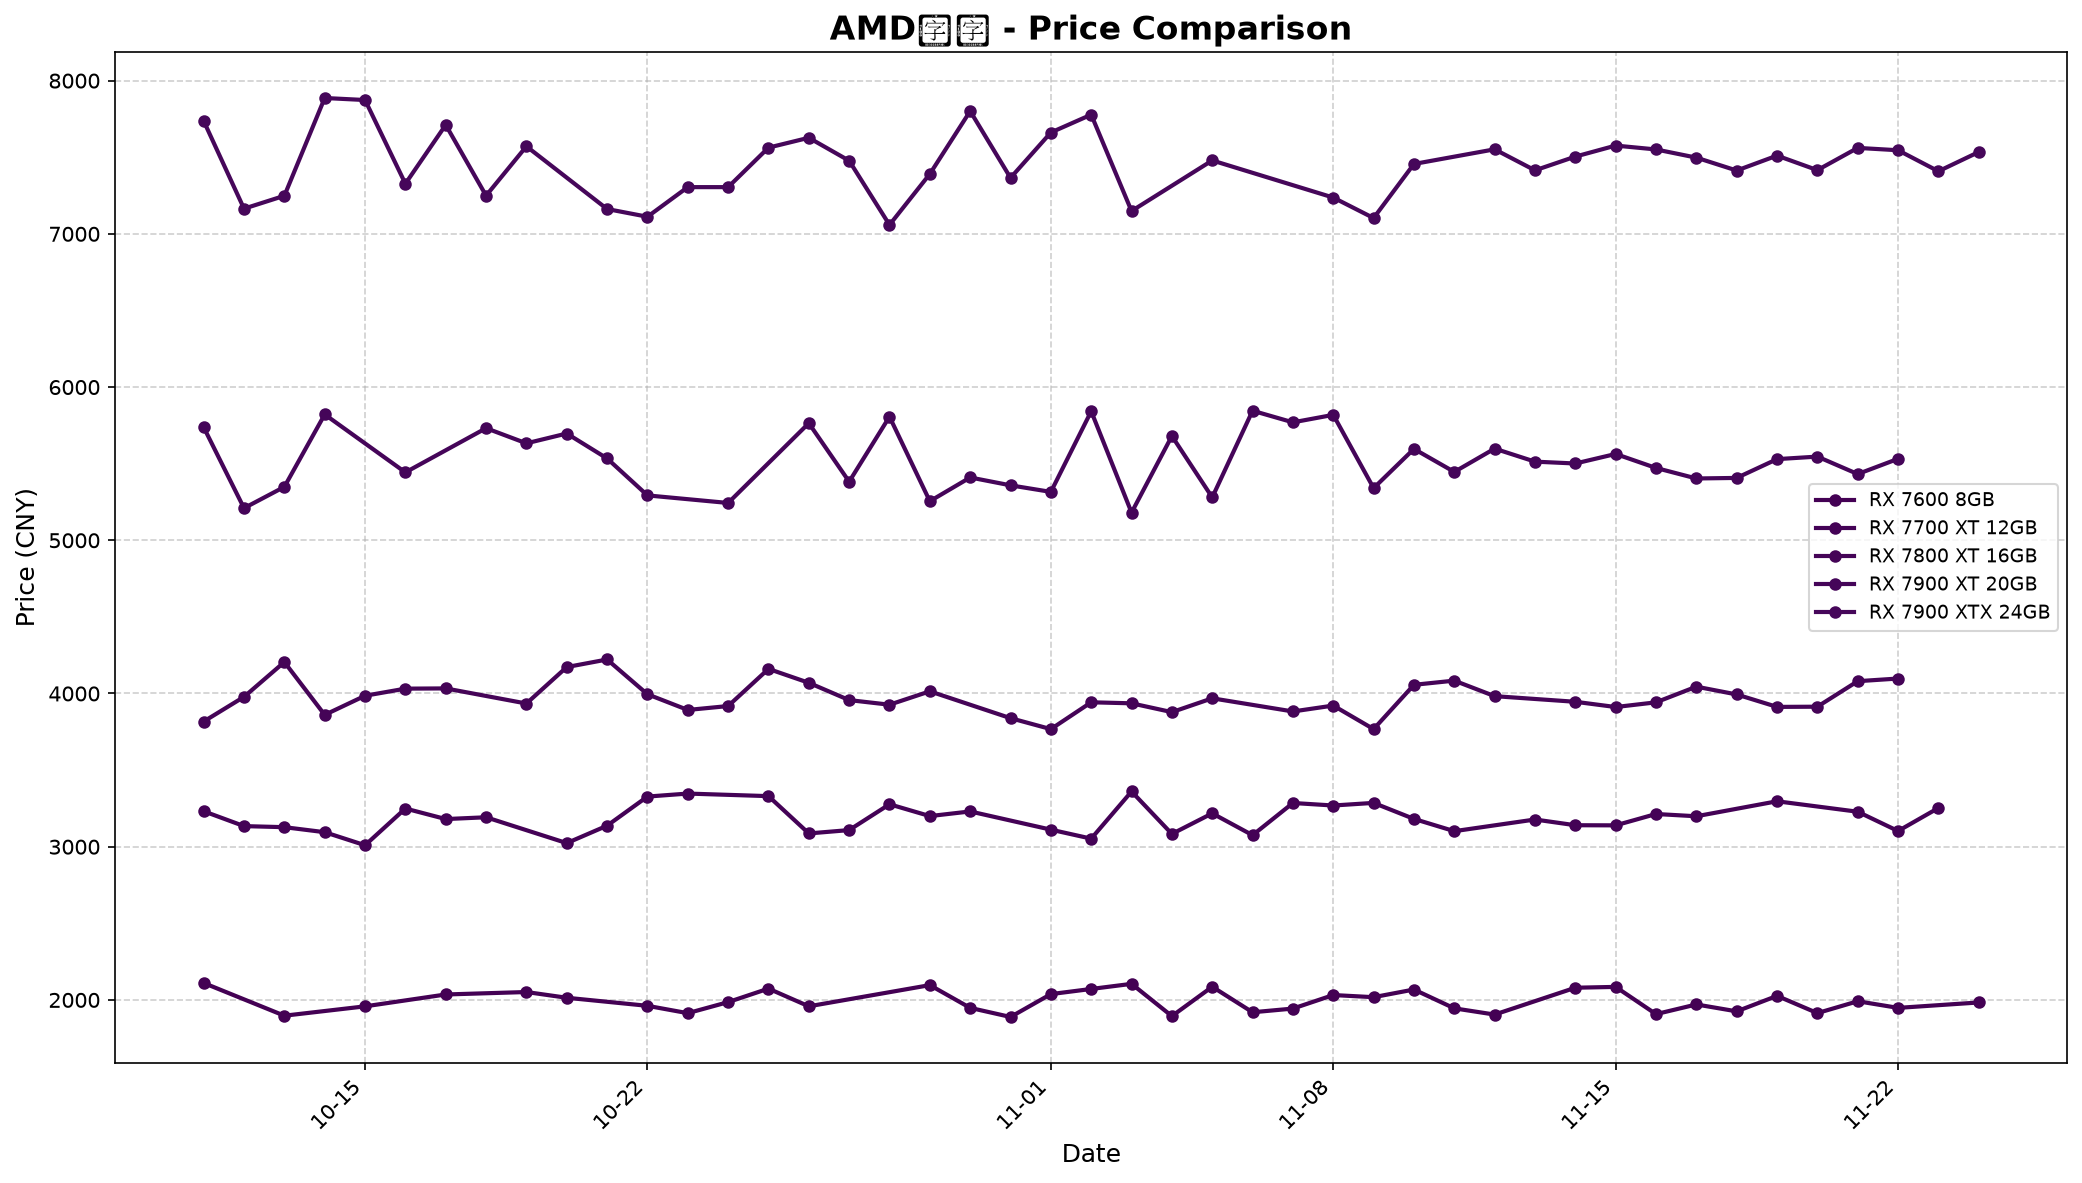 AMD - Price Comparison
8000
7000
6000
5000
4000
3000
2000
Price (CNY)
RX 7600 8GB
RX 7700 XT 12GB
RX 7800 XT 16GB
RX 7900 XT 20GB
RX 7900 XTX 24GB
10-15
10-22
11-01
11-08
11-15
11-22
Date